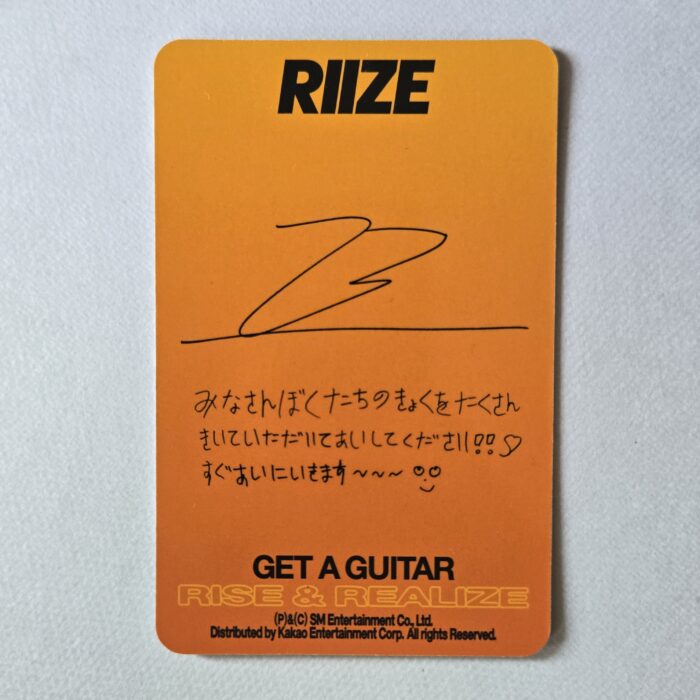 RIIZE
みなさんぼくたちのきょくをたくさん
きいていただいてあいしてください!!♡
すぐあいにいきます~~~
GET A GUITAR
RISE & REALIZE
(P)&(C) SM Entertainment Co., Ltd.
Distributed by Kakao Entertainment Corp. All rights Reserved.